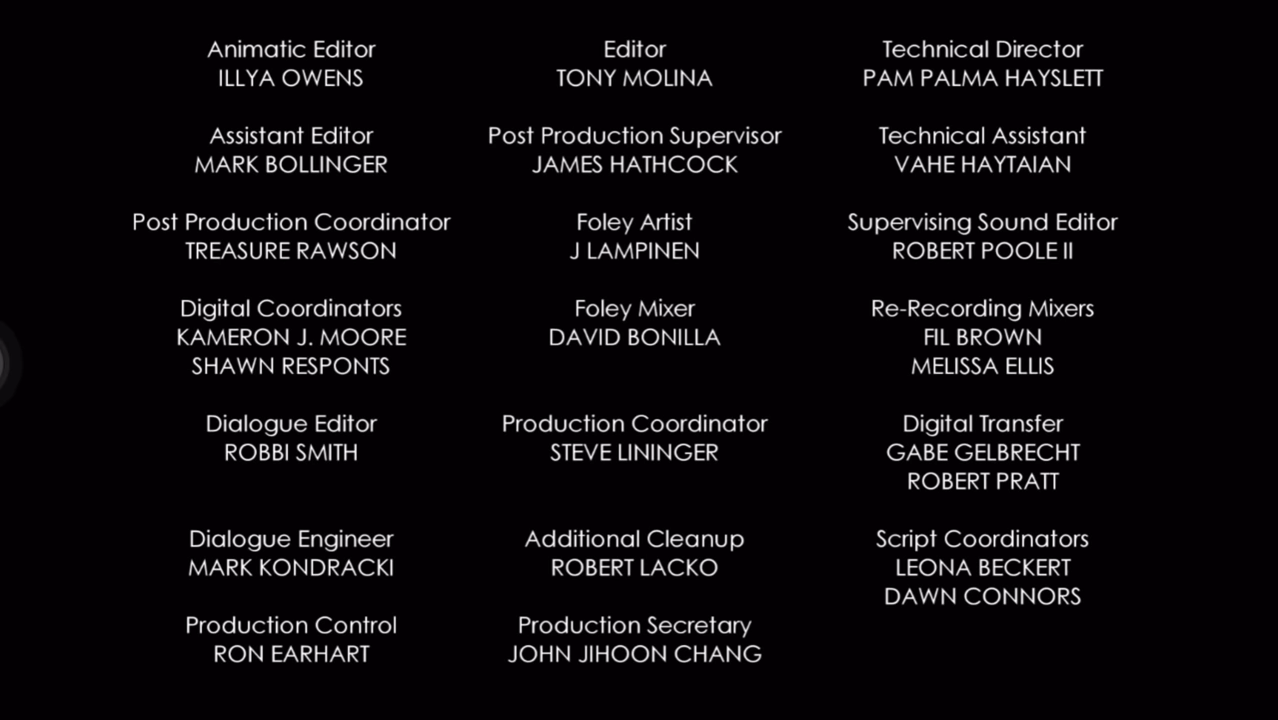 Animatic Editor
ILLYA OWENS
Editor
TONY MOLINA
Technical Director
PAM PALMA HAYSLETT
Assistant Editor
MARK BOLLINGER
Post Production Supervisor
JAMES HATHCOCK
Technical Assistant
VAHE HAYTAIAN
Post Production Coordinator
TREASURE RAWSON
Foley Artist
J LAMPINEN
Supervising Sound Editor
ROBERT POOLE II
Digital Coordinators
KAMERON J. MOORE
SHAWN RESPONTS
Foley Mixer
DAVID BONILLA
Re-Recording Mixers
FIL BROWN
MELISSA ELLIS
Dialogue Editor
ROBBI SMITH
Production Coordinator
STEVE LININGER
Digital Transfer
GABE GELBRECHT
ROBERT PRATT
Dialogue Engineer
MARK KONDRACKI
Additional Cleanup
ROBERT LACKO
Script Coordinators
LEONA BECKERT
DAWN CONNORS
Production Control
RON EARHART
Production Secretary
JOHN JIHOON CHANG